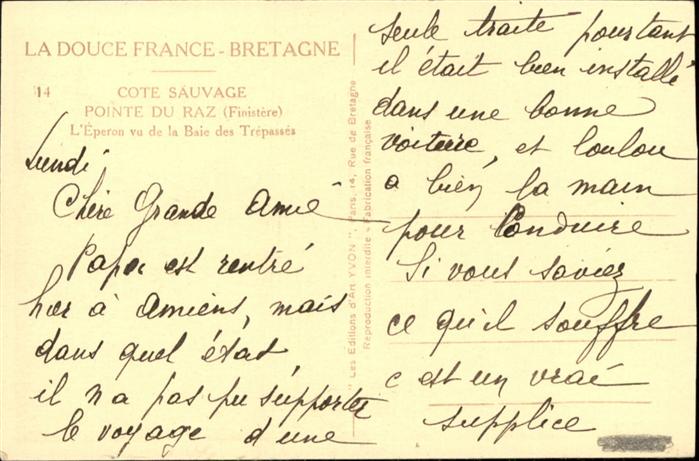 LA DOUCE FRANCE - BRETAGNE
14
COTE SAUVAGE
POINTE DU RAZ (Finistère)
L'Éperon vu de la Baie des Trépassés
Lundi
Chère Grande Amie
Papa est rentré
hier à Amiens, mais
dans quel état
il n a pas pu supporter
le voyage d'une
seule traite pourtant
il était bien installé
dans une bonne
voiture, et loulou
a bien la main
pour Conduire
Si vous saviez
ce qu'il souffre
c est un vrai
supplice
" Les Editions d'Art YVON ", Paris, 14, Rue de Bretagne
Reproduction interdite - Fabrication française